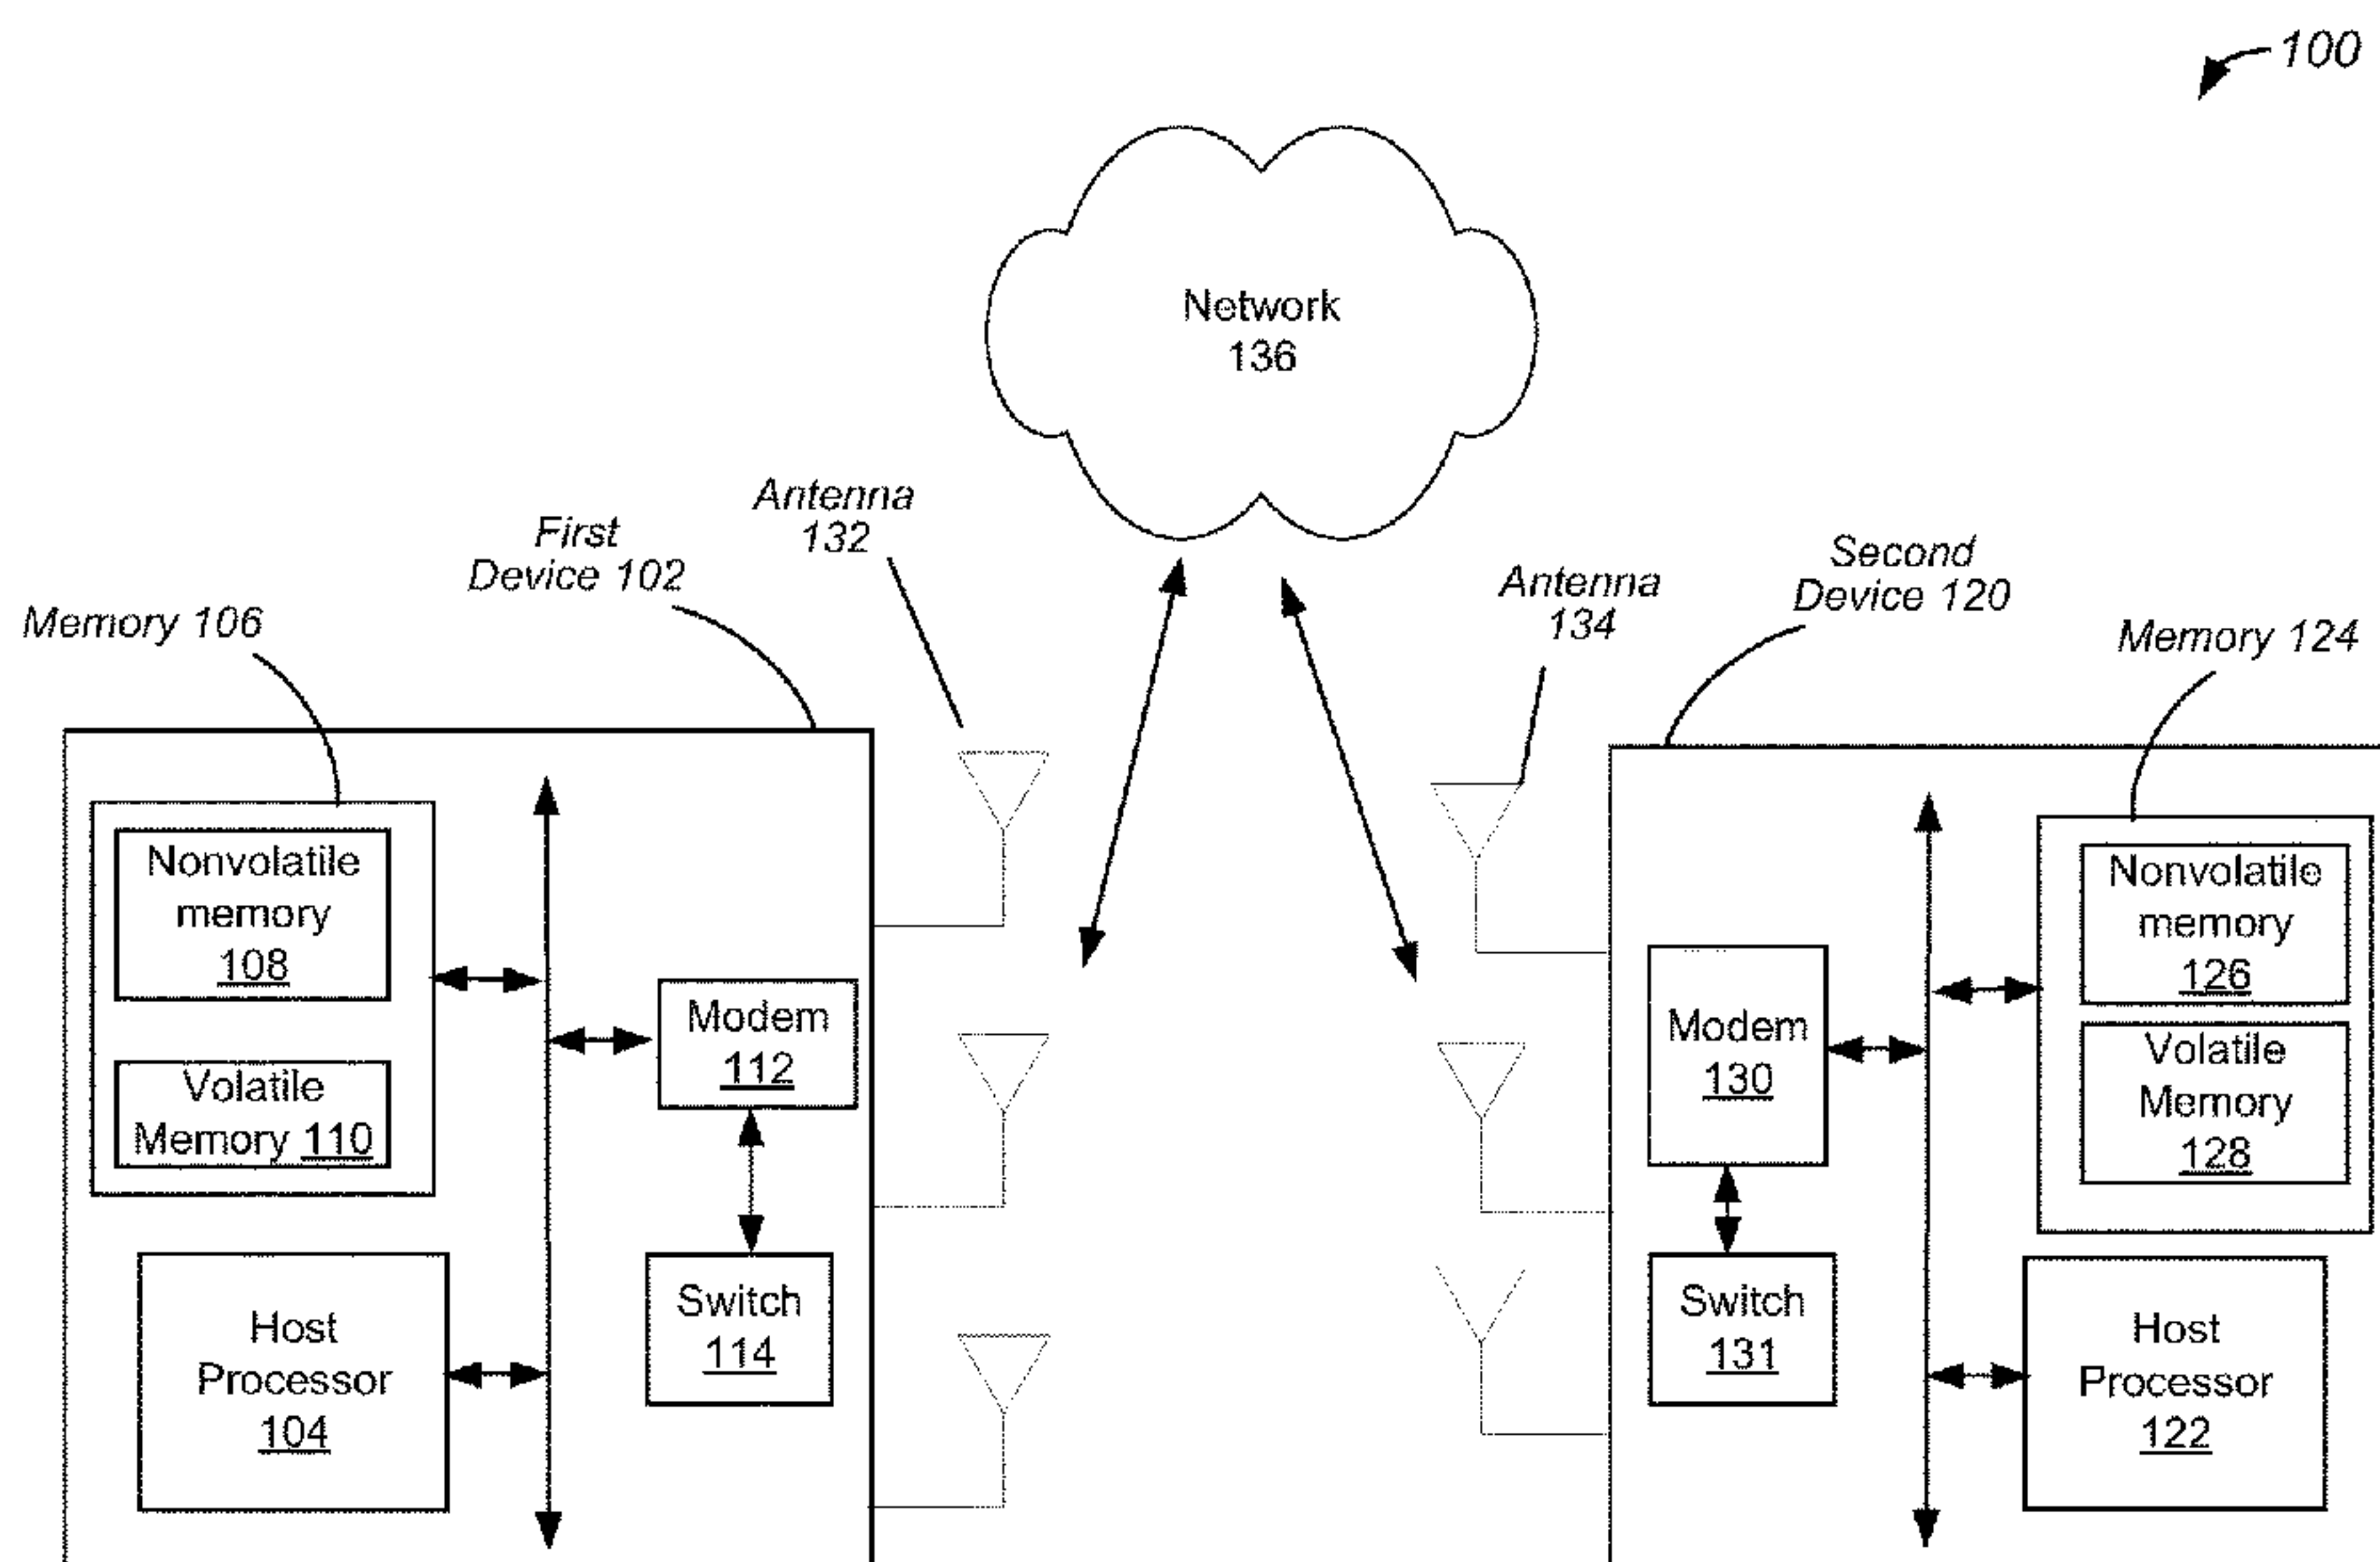 100
Network
136
Antenna
132
First
Device 102
Memory 106
Antenna
134
Second
Device 120
Memory 124
Nonvolatile
memory
108
Volatile
Memory 110
Modem
112
Host
Processor
104
Switch
114
Modem
130
Switch
131
Nonvolatile
memory
126
Volatile
Memory
128
Host
Processor
122